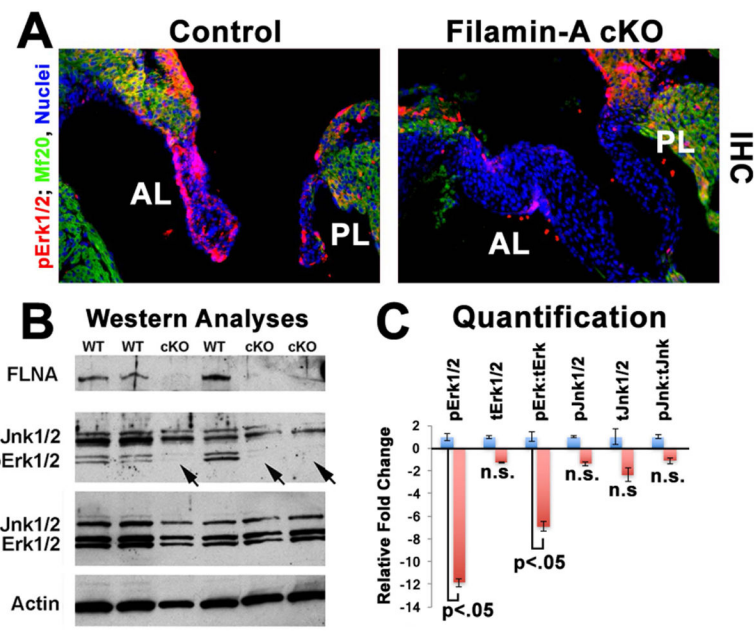 A
Control
Filamin-A cKO
pErk1/2; Mf20, Nuclei
AL
PL
AL
PL
IHC
B
Western Analyses
WT WT cKO WT cKO cKO
FLNA
Jnk1/2
pErk1/2
Jnk1/2
Erk1/2
Actin
C
Quantification
pErk1/2
tErk1/2
pErk:tErk
pJnk1/2
tJnk1/2
pJnk:tJnk
Relative Fold Change
4
2
0
-2
-4
-6
-8
-10
-12
-14
p<.05
n.s.
p<.05
n.s.
n.s
n.s.